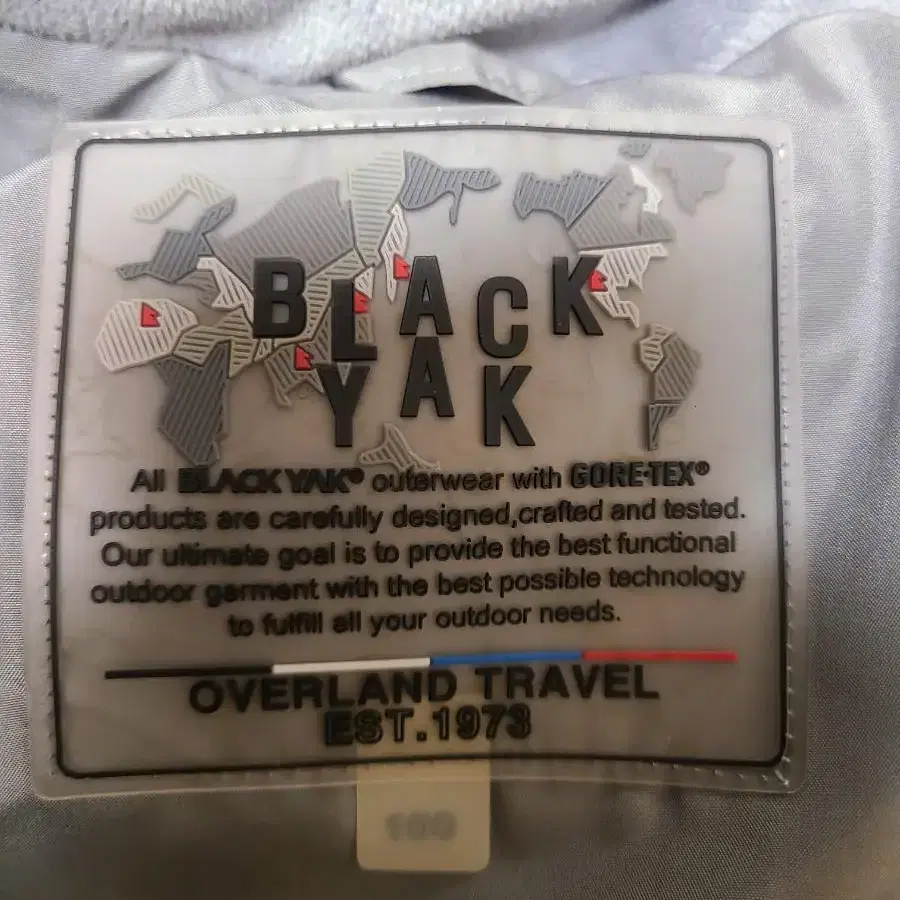 BLACK
YAK
All BLACKYAK® outerwear with GORE-TEX®
products are carefully designed,crafted and tested.
Our ultimate goal is to provide the best functional
outdoor garment with the best possible technology
to fulfill all your outdoor needs.
OVERLAND TRAVEL
EST.1973
100